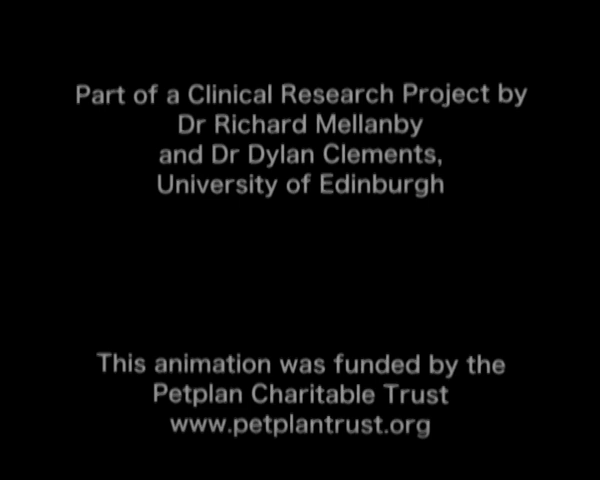 Part of a Clinical Research Project by
Dr Richard Mellanby
and Dr Dylan Clements,
University of Edinburgh
This animation was funded by the
Petplan Charitable Trust
www.petplantrust.org